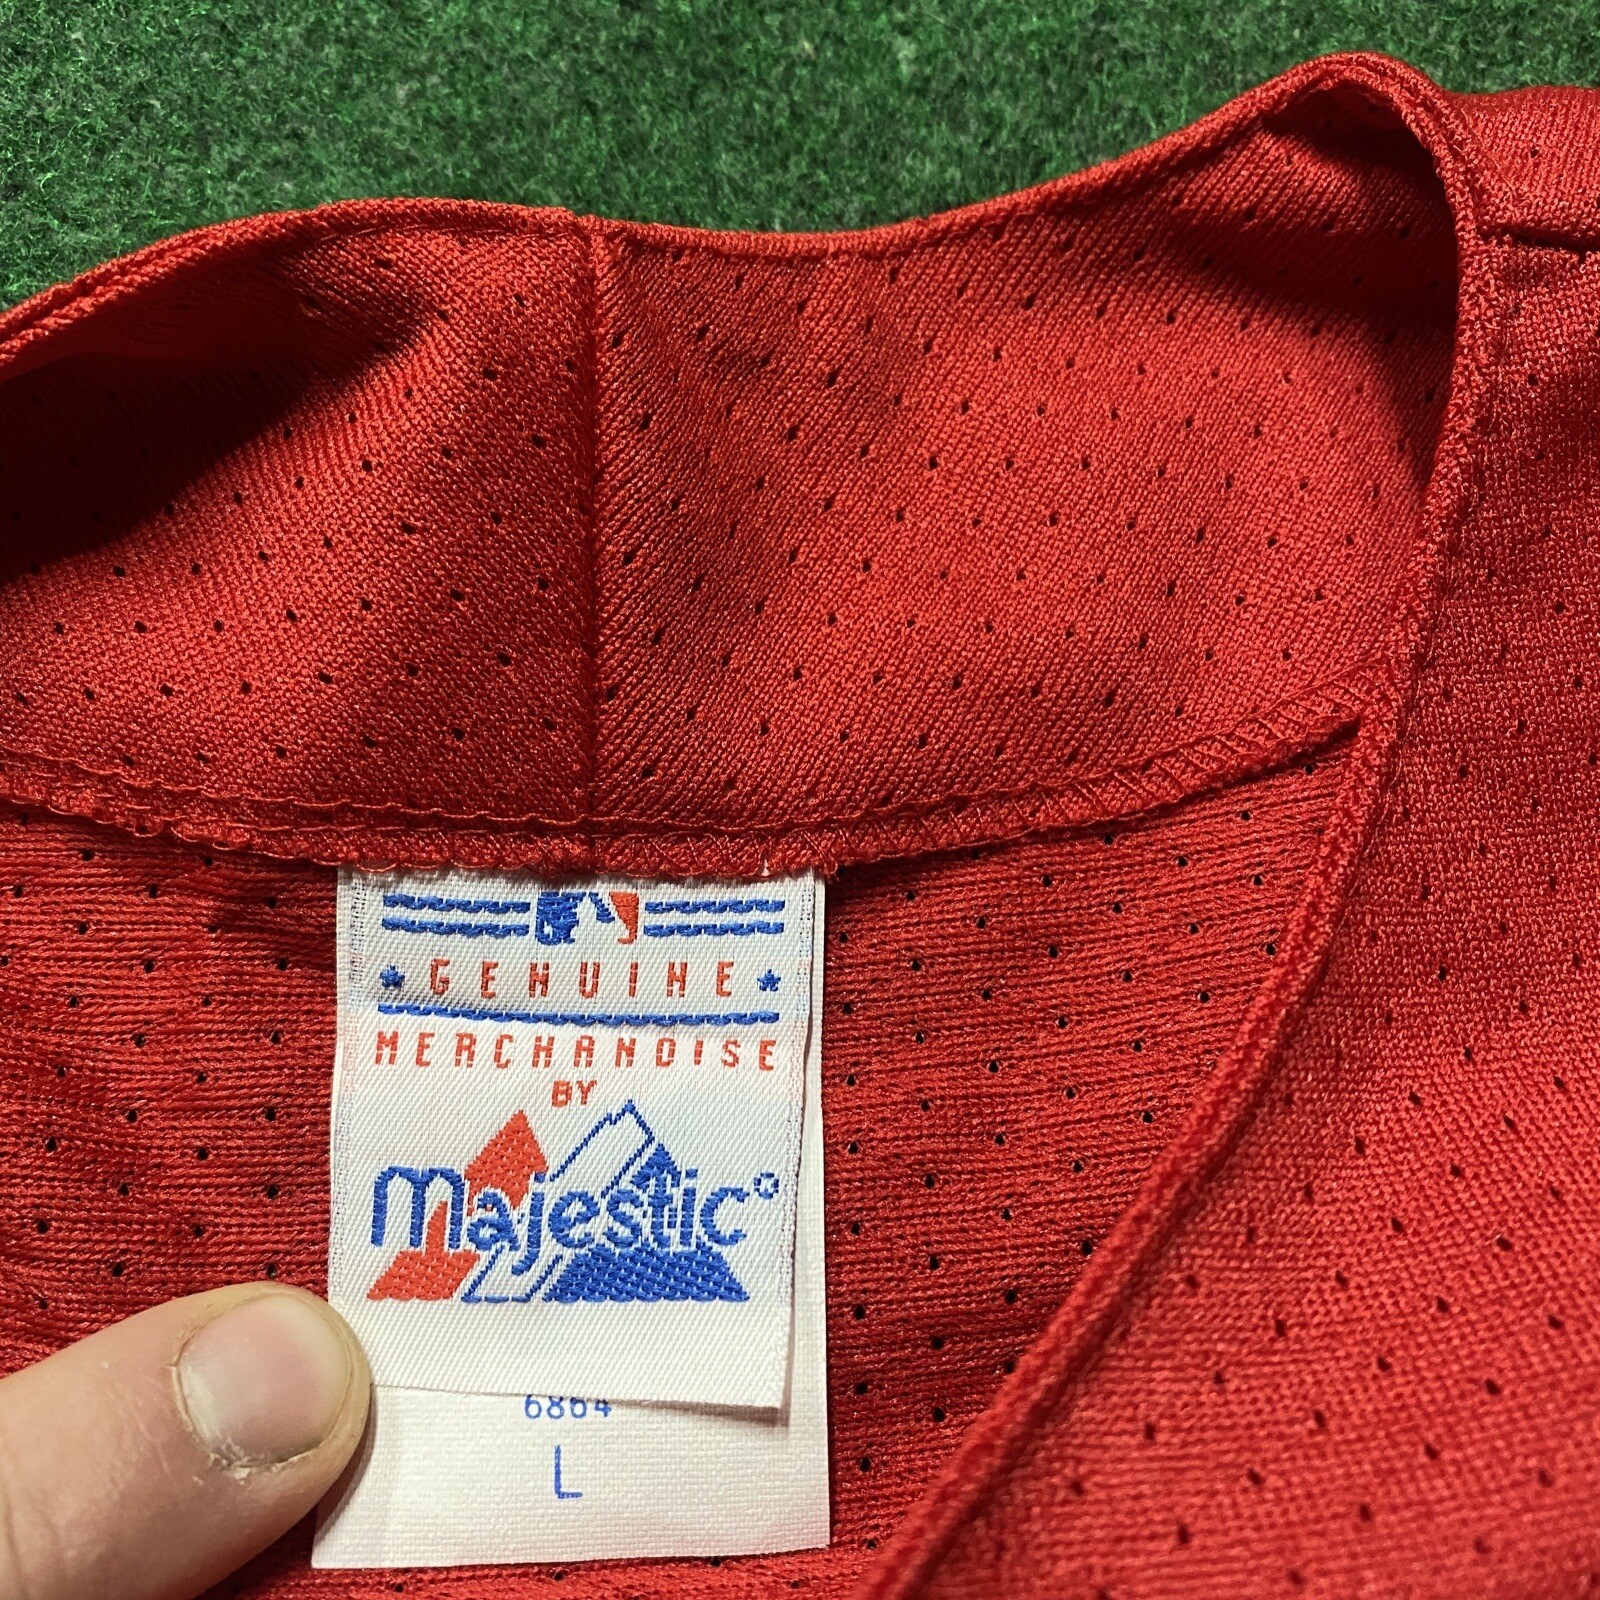 GENUINE
MERCHANDISE
BY
Majestic®
6864
L